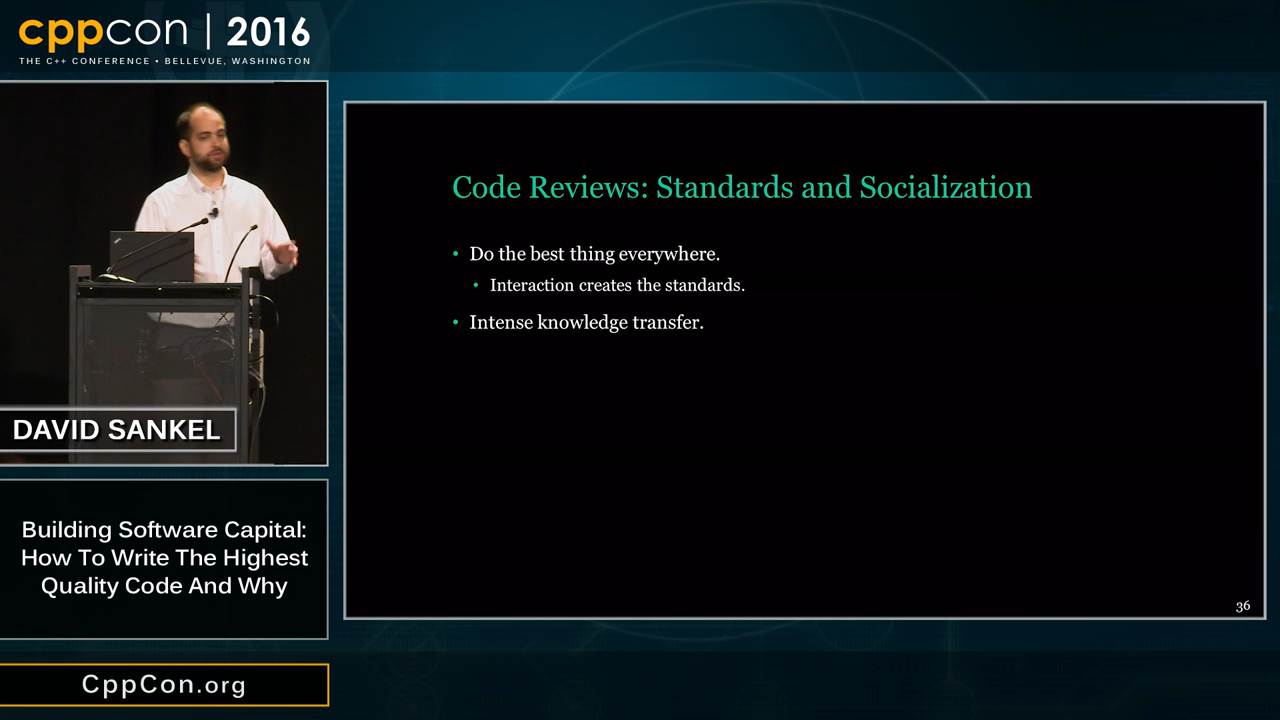 cppcon | 2016
THE C++ CONFERENCE • BELLEVUE, WASHINGTON
DAVID SANKEL
Building Software Capital:
How To Write The Highest
Quality Code And Why
CppCon.org
Code Reviews: Standards and Socialization
• Do the best thing everywhere.
• Interaction creates the standards.
• Intense knowledge transfer.
36